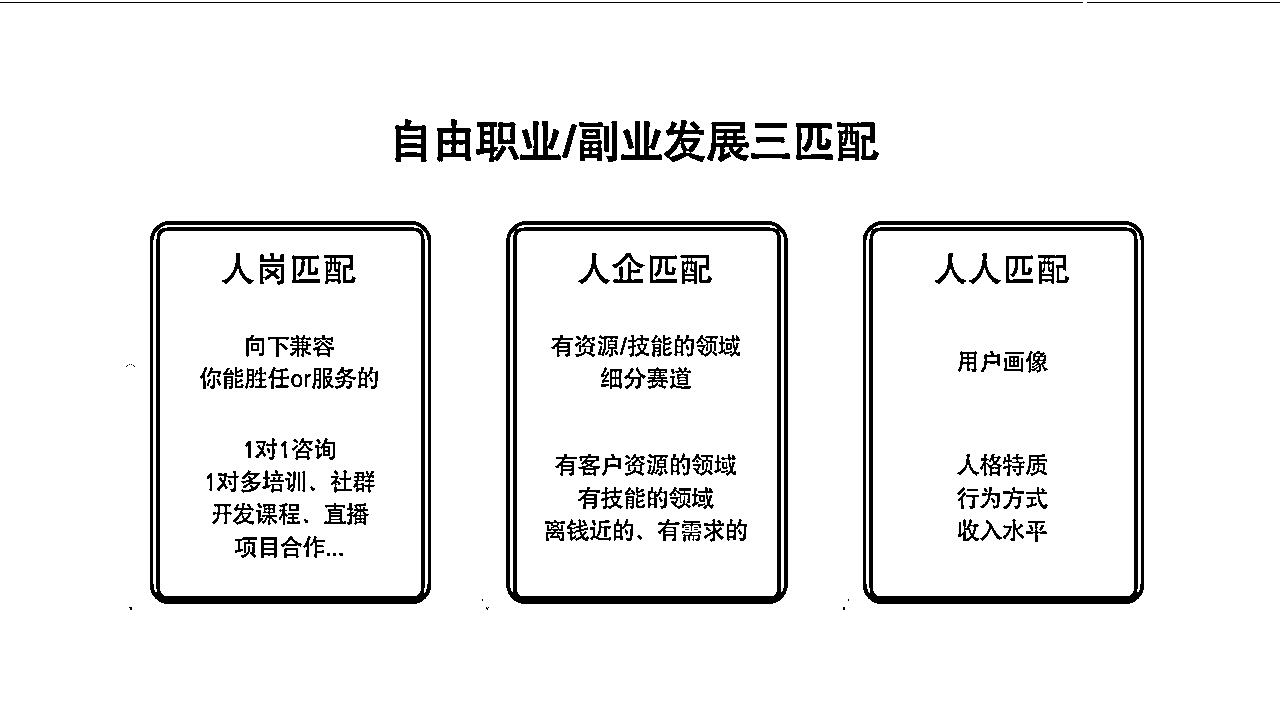 自由职业/副业发展三匹配
人岗匹配
向下兼容
你能胜任or服务的
1对1咨询
1对多培训、社群
开发课程、直播
项目合作...
人企匹配
有资源/技能的领域
细分赛道
有客户资源的领域
有技能的领域
离钱近的、有需求的
人人匹配
用户画像
人格特质
行为方式
收入水平